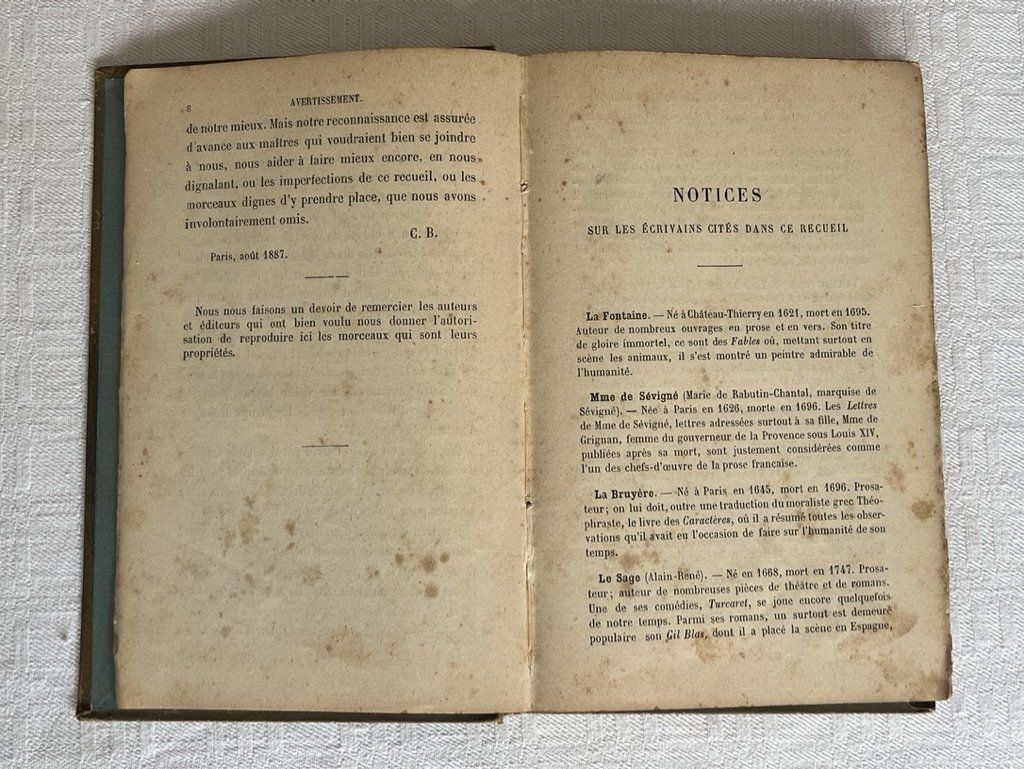 8
AVERTISSEMENT.
de notre mieux. Mais notre reconnaissance est assurée
d'avance aux maîtres qui voudraient bien se joindre
à nous, nous aider à faire mieux encore, en nous
dignalant, ou les imperfections de ce recueil, ou les
morceaux dignes d'y prendre place, que nous avons
involontairement omis.
C. B.
Paris, août 1887.
Nous nous faisons un devoir de remercier les auteurs
et éditeurs qui ont bien voulu nous donner l'autori-
sation de reproduire ici les morceaux qui sont leurs
propriétés.
NOTICES
SUR LES ÉCRIVAINS CITÉS DANS CE RECUEIL
La Fontaine. — Né à Château-Thierry en 1621, mort en 1695.
Auteur de nombreux ouvrages en prose et en vers. Son titre
de gloire immortel, ce sont des Fables où, mettant surtout en
scène les animaux, il s'est montré un peintre admirable de
l'humanité.
Mme de Sévigné (Marie de Rabutin-Chantal, marquise de
Sévigné). — Née à Paris en 1626, morte en 1696. Les Lettres
de Mme de Sévigné, lettres adressées surtout à sa fille, Mme de
Grignan, femme du gouverneur de la Provence sous Louis XIV,
publiées après sa mort, sont justement considérées comme
l'un des chefs-d'œuvre de la prose francaise.
La Bruyère. — Né à Paris en 1645, mort en 1696. Prosa-
teur; on lui doit, outre une traduction du moraliste grec Théo-
phraste, le livre des Caractères, où il a résumé toutes les obser-
vations qu'il avait eu l'occasion de faire sur l'humanité de son
temps.
Le Sage (Alain-René). — Né en 1668, mort en 1747. Prosa-
teur; auteur de nombreuses pièces de théâtre et de romans.
Une de ses comédies, Turcaret, se joue encore quelquefois
de notre temps. Parmi ses romans, un surtout est demeuré
populaire son Gil Blas, dont il a placé la scène en Espagne,